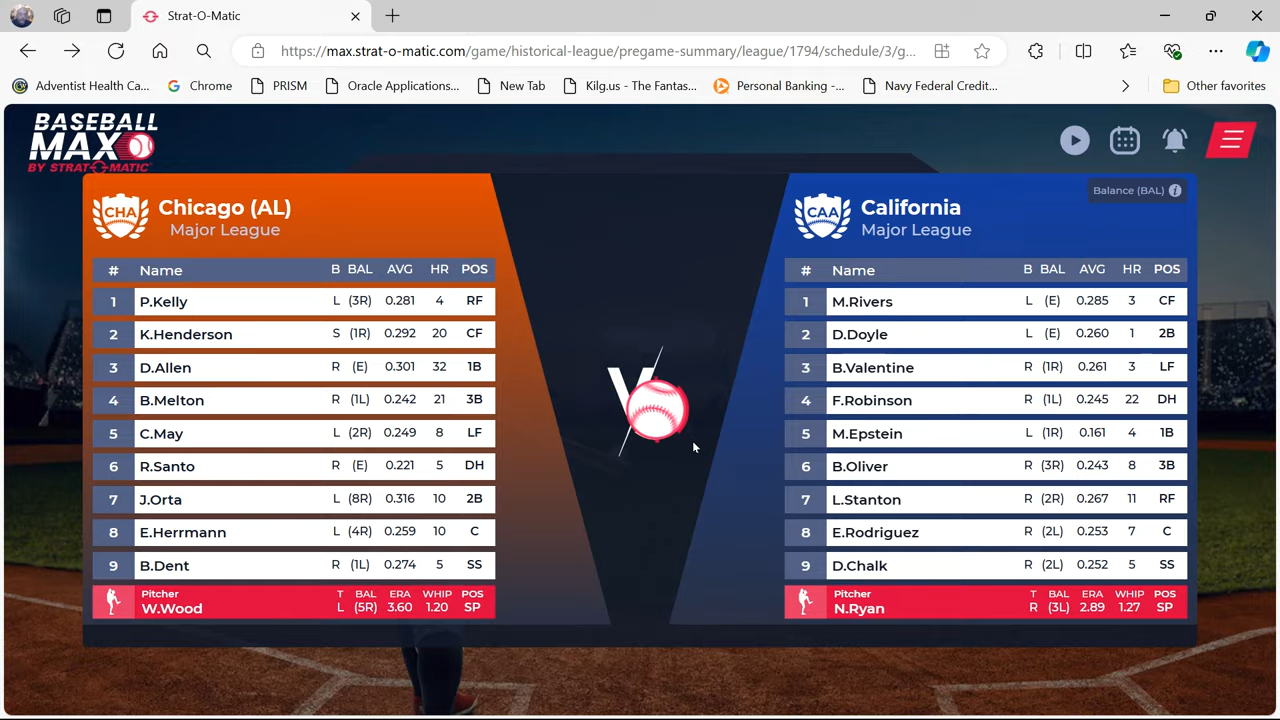 Strat-O-Matic
https://max.strat-o-matic.com/game/historical-league/pregame-summary/league/1794/schedule/3/g...
Adventist Health Ca... Chrome PRISM Oracle Applications... New Tab Kilg.us - The Fantas... Personal Banking -... Navy Federal Credit... Other favorites
BASEBALL
MAX
BY STRAT-O-MATIC
CHA Chicago (AL)
Major League
# Name B BAL AVG HR POS
1 P.Kelly L (3R) 0.281 4 RF
2 K.Henderson S (1R) 0.292 20 CF
3 D.Allen R (E) 0.301 32 1B
4 B.Melton R (1L) 0.242 21 3B
5 C.May L (2R) 0.249 8 LF
6 R.Santo R (E) 0.221 5 DH
7 J.Orta L (8R) 0.316 10 2B
8 E.Herrmann L (4R) 0.259 10 C
9 B.Dent R (1L) 0.274 5 SS
Pitcher T BAL ERA WHIP POS
W.Wood L (5R) 3.60 1.20 SP
V
Balance (BAL) i
CAA California
Major League
# Name B BAL AVG HR POS
1 M.Rivers L (E) 0.285 3 CF
2 D.Doyle L (E) 0.260 1 2B
3 B.Valentine R (1R) 0.261 3 LF
4 F.Robinson R (1L) 0.245 22 DH
5 M.Epstein L (1R) 0.161 4 1B
6 B.Oliver R (3R) 0.243 8 3B
7 L.Stanton R (2R) 0.267 11 RF
8 E.Rodriguez R (2L) 0.253 7 C
9 D.Chalk R (2L) 0.252 5 SS
Pitcher T BAL ERA WHIP POS
N.Ryan R (3L) 2.89 1.27 SP